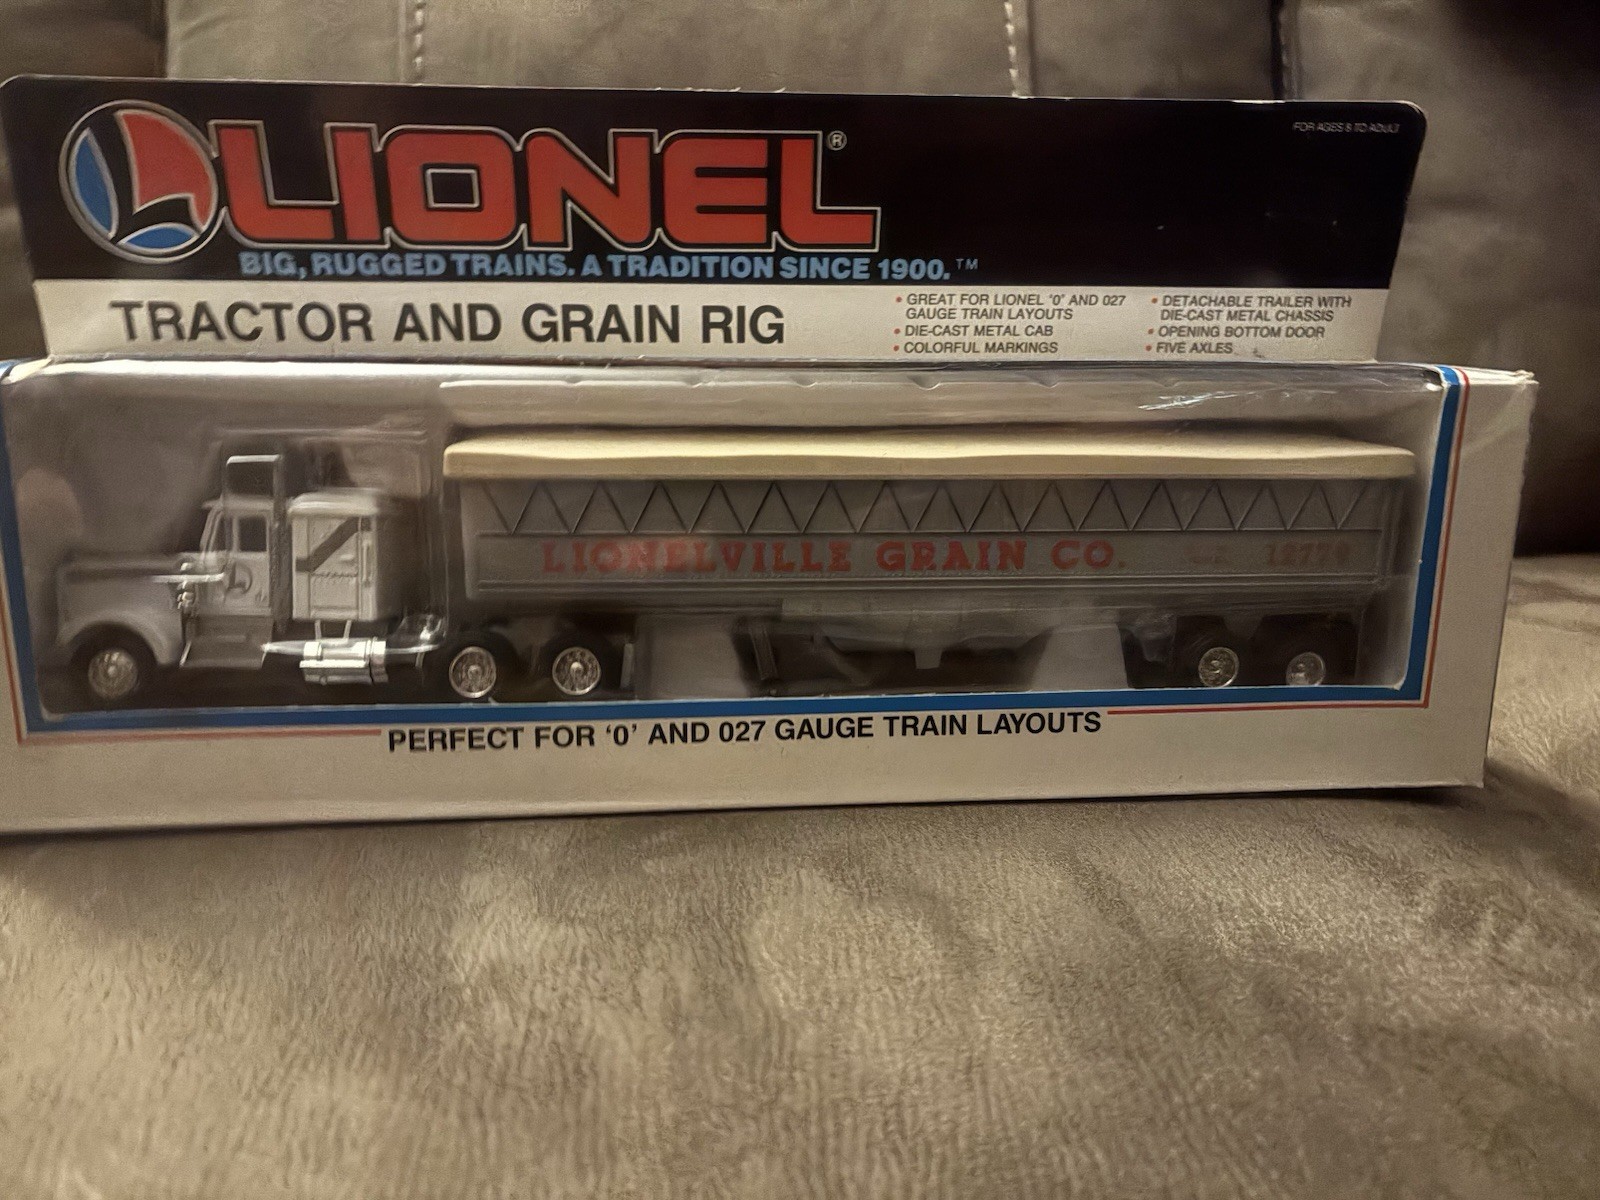 FOR AGES 8 TO ADULT
LIONEL®
BIG, RUGGED TRAINS. A TRADITION SINCE 1900.™
TRACTOR AND GRAIN RIG
• GREAT FOR LIONEL '0' AND 027
GAUGE TRAIN LAYOUTS
• DIE-CAST METAL CAB
• COLORFUL MARKINGS
• DETACHABLE TRAILER WITH
DIE-CAST METAL CHASSIS
• OPENING BOTTOM DOOR
• FIVE AXLES
LIONELVILLE GRAIN CO.
PERFECT FOR '0' AND 027 GAUGE TRAIN LAYOUTS